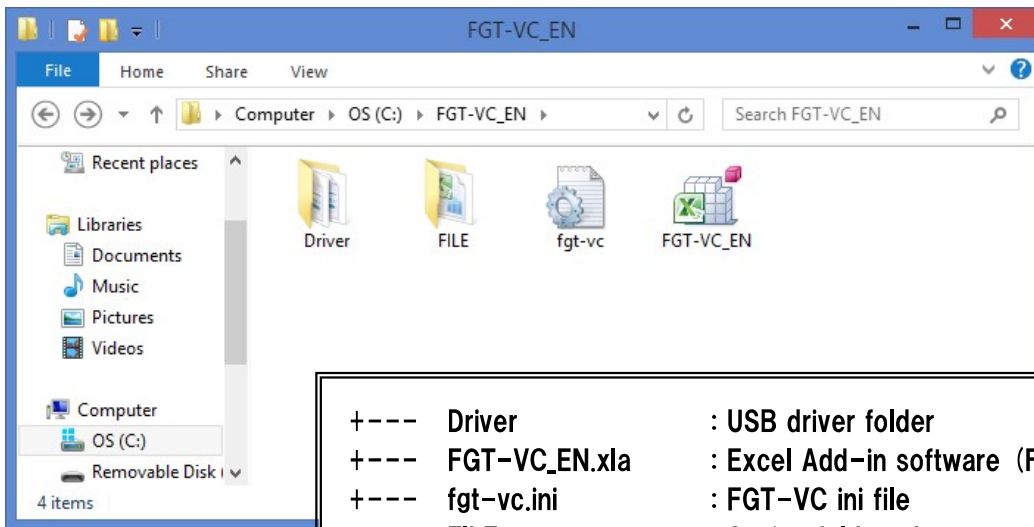 FGT-VC_EN
File Home Share View
Computer OS (C:) FGT-VC_EN
Search FGT-VC_EN
Recent places
Libraries
Documents
Music
Pictures
Videos
Computer
OS (C:)
Removable Disk
4 items
Driver FILE fgt-vc FGT-VC_EN
+--- Driver : USB driver folder
+--- FGT-VC_EN.xla : Excel Add-in software (F
+--- fgt-vc.ini : FGT-VC ini file